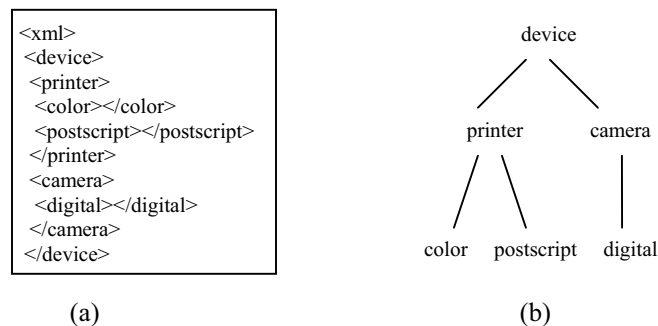 <xml>
<device>
<printer>
<color></color>
<postscript></postscript>
</printer>
<camera>
<digital></digital>
</camera>
</device>
(a)
device
printer camera
color postscript digital
(b)